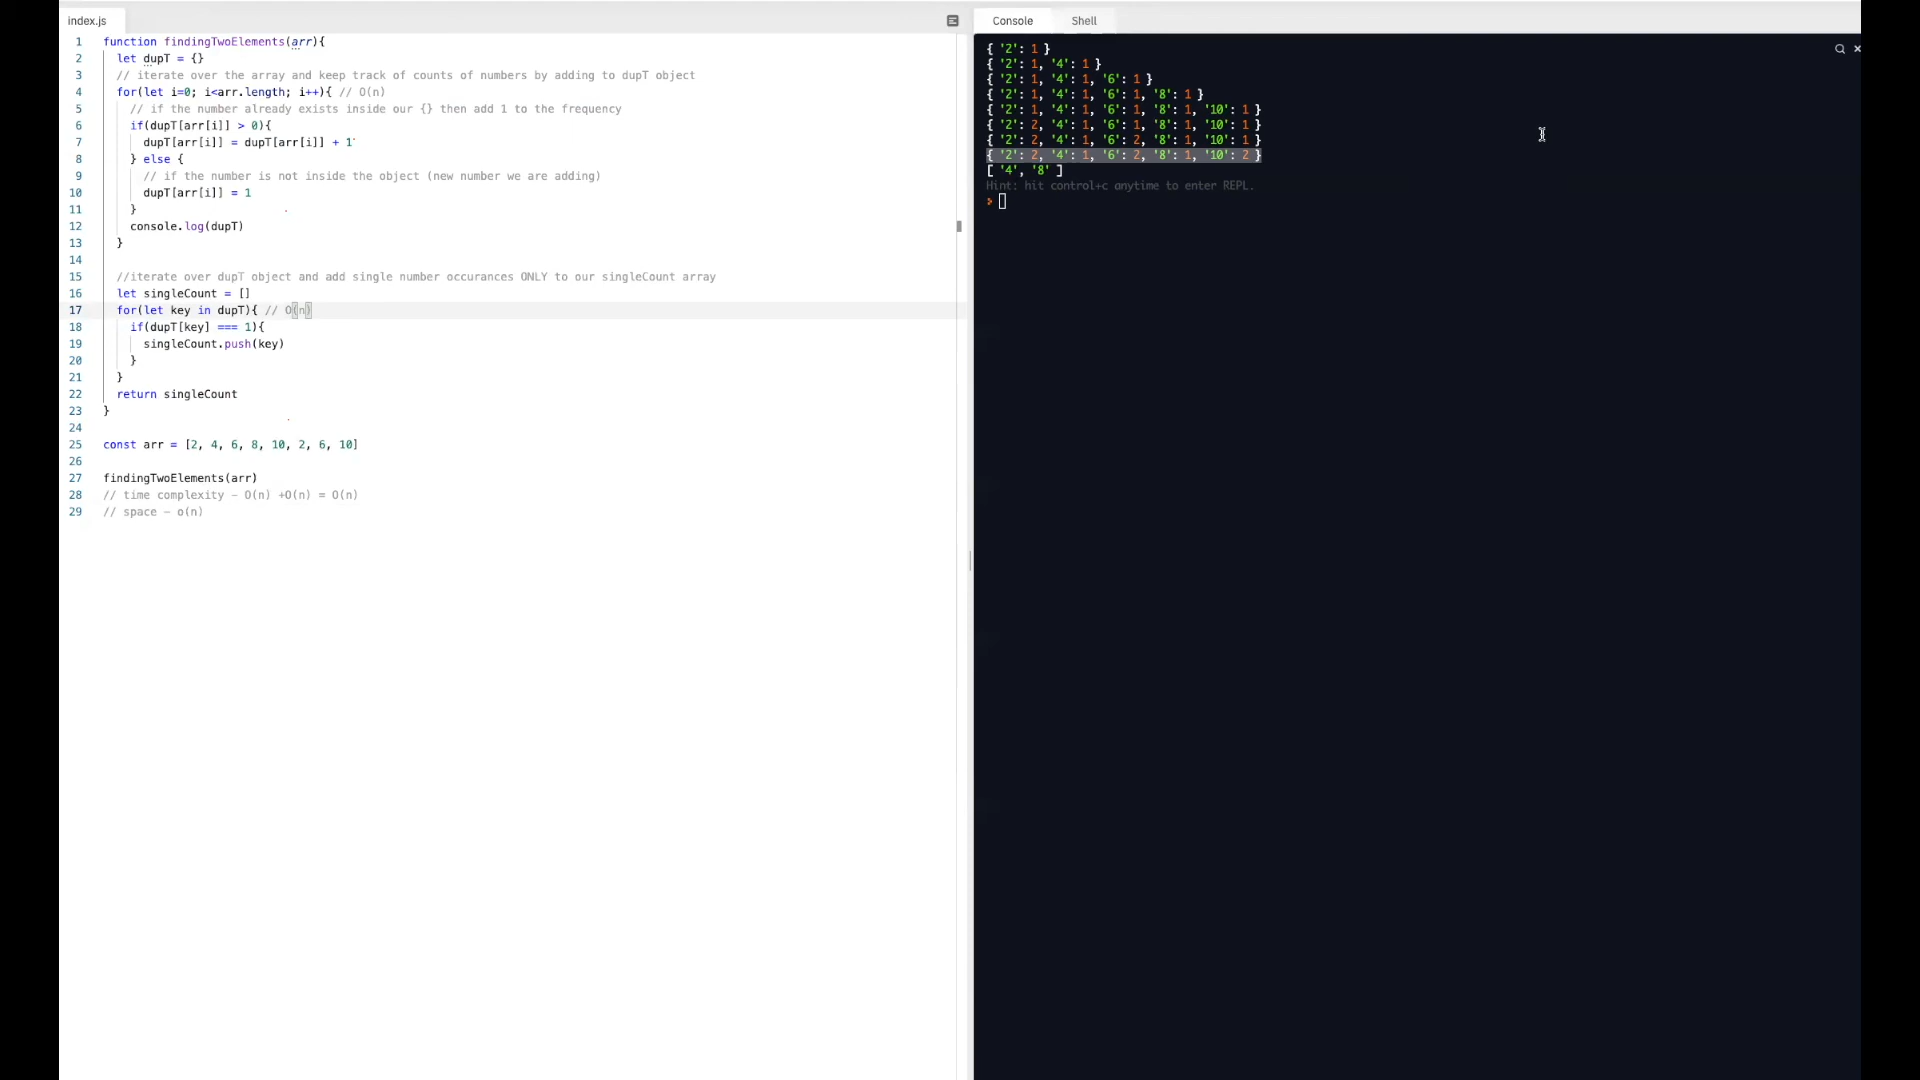 index.js
1 function findingTwoElements(arr){
2 let dupT = {}
3 // iterate over the array and keep track of counts of numbers by adding to dupT object
4 for(let i=0; i<arr.length; i++){ // O(n)
5 // if the number already exists inside our {} then add 1 to the frequency
6 if(dupT[arr[i]] > 0){
7 dupT[arr[i]] = dupT[arr[i]] + 1
8 } else {
9 // if the number is not inside the object (new number we are adding)
10 dupT[arr[i]] = 1
11 }
12 console.log(dupT)
13 }
14
15 //iterate over dupT object and add single number occurances ONLY to our singleCount array
16 let singleCount = []
17 for(let key in dupT){ // O(n)
18 if(dupT[key] === 1){
19 singleCount.push(key)
20 }
21 }
22 return singleCount
23 }
24
25 const arr = [2, 4, 6, 8, 10, 2, 6, 10]
26
27 findingTwoElements(arr)
28 // time complexity – O(n) +O(n) = O(n)
29 // space – o(n)
Console Shell
{ '2': 1 }
{ '2': 1, '4': 1 }
{ '2': 1, '4': 1, '6': 1 }
{ '2': 1, '4': 1, '6': 1, '8': 1 }
{ '2': 1, '4': 1, '6': 1, '8': 1, '10': 1 }
{ '2': 2, '4': 1, '6': 1, '8': 1, '10': 1 }
{ '2': 2, '4': 1, '6': 2, '8': 1, '10': 1 }
{ '2': 2, '4': 1, '6': 2, '8': 1, '10': 2 }
[ '4', '8' ]
Hint: hit control+c anytime to enter REPL.